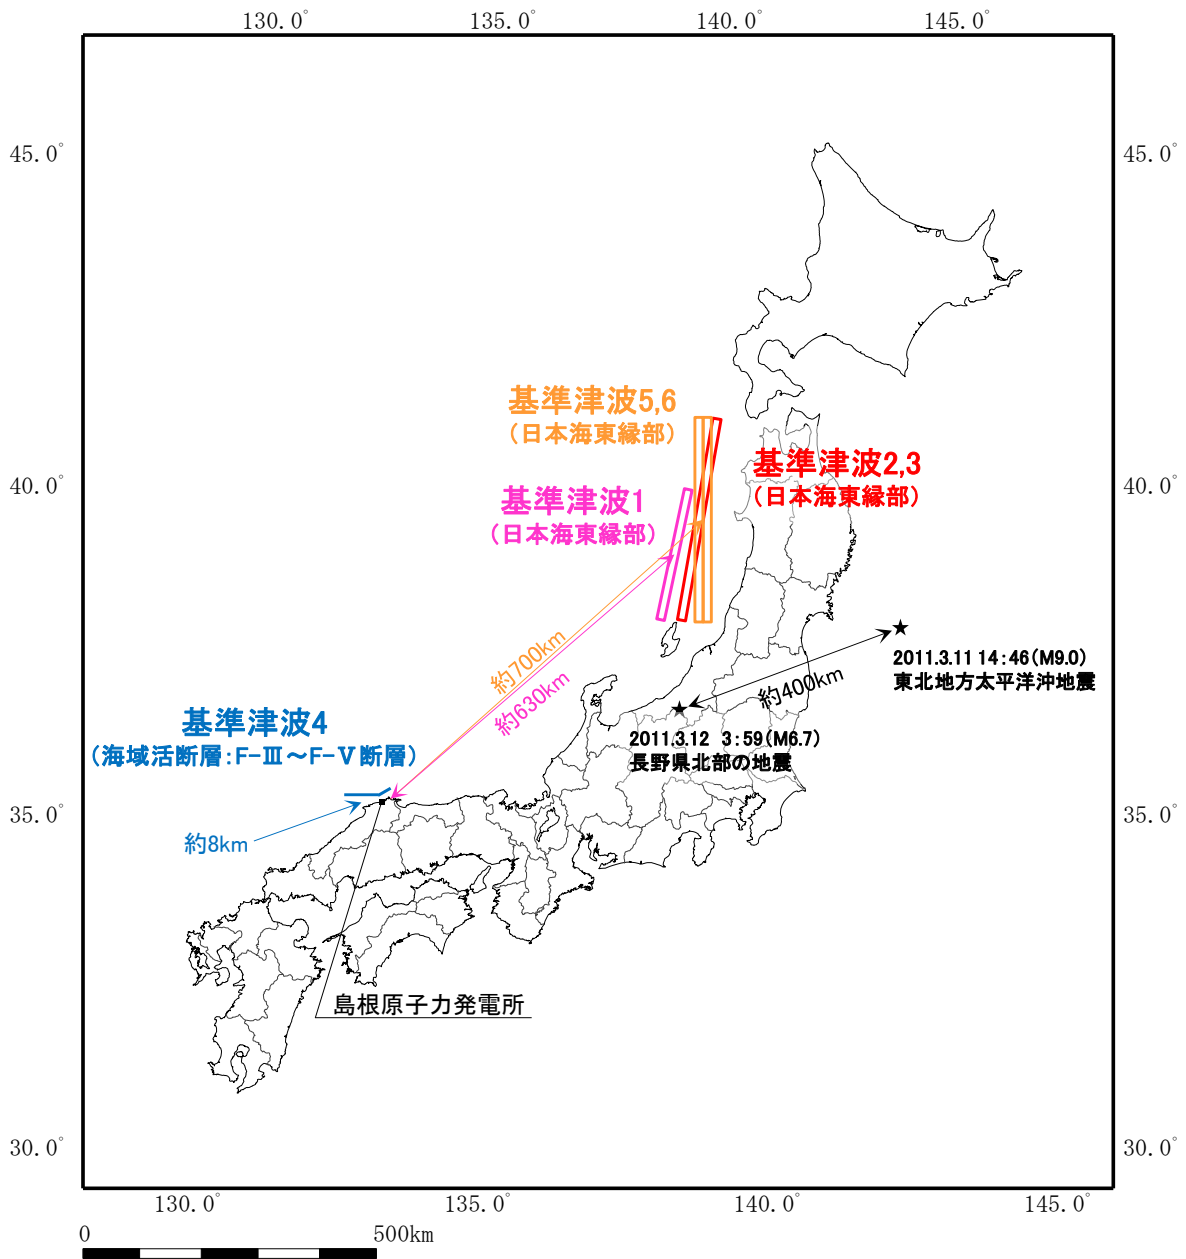 130.0° 135.0° 140.0° 145.0°
45.0° 45.0°
基準津波5,6
（日本海東縁部）
基準津波2,3
（日本海東縁部）
40.0° 40.0°
基準津波1
（日本海東縁部）
約700km
約630km
2011.3.11 14:46(M9.0)
東北地方太平洋沖地震
約400km
2011.3.12 3:59(M6.7)
長野県北部の地震
基準津波4
（海域活断層：F-Ⅲ～F-Ⅴ断層）
35.0° 35.0°
約8km
島根原子力発電所
30.0° 30.0°
130.0° 135.0° 140.0° 145.0°
0 500km